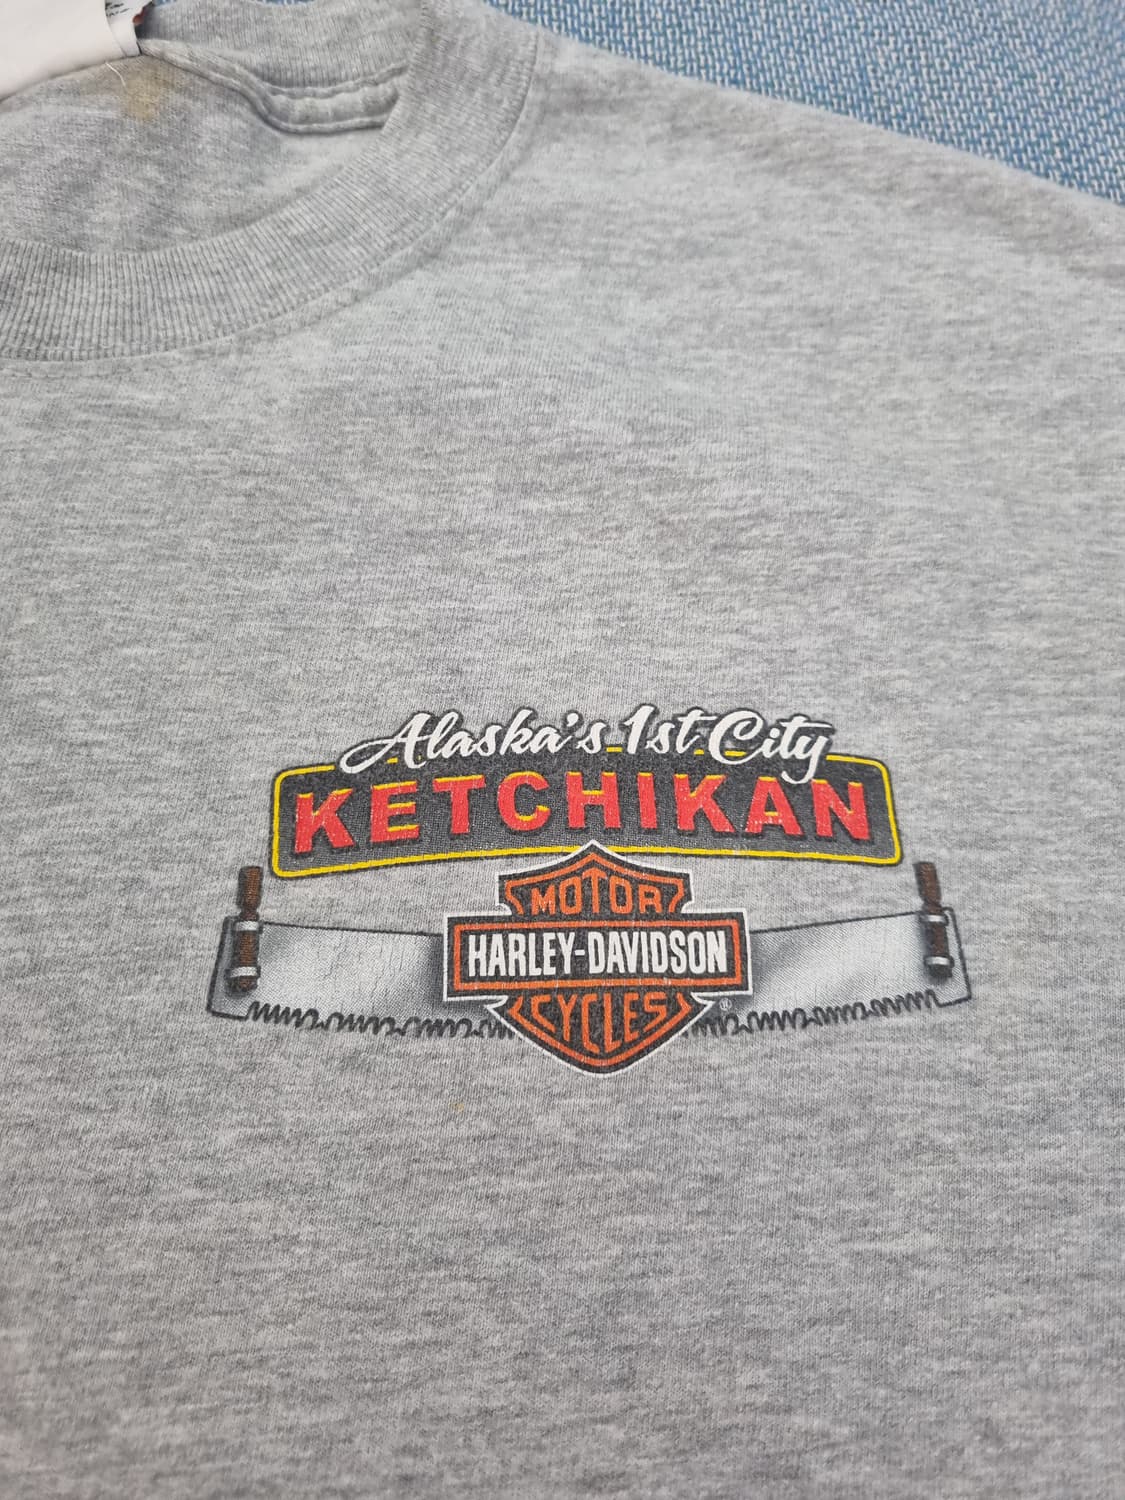 Alaska's 1st City
KETCHIKAN
MOTOR
HARLEY-DAVIDSON
CYCLES
®